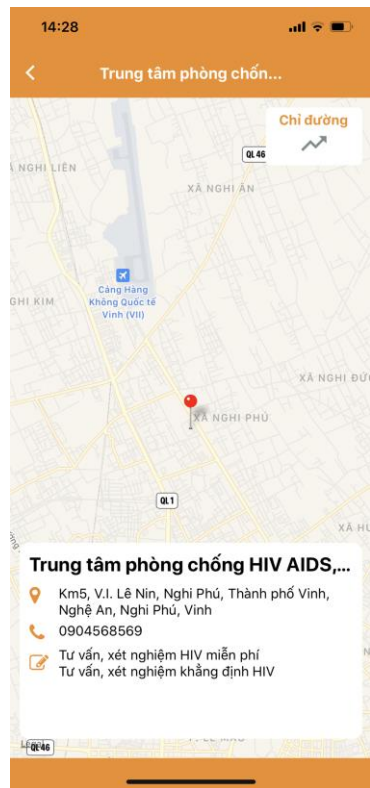 14:28
Trung tâm phòng chốn...
Chỉ đường
QL 46
NGHI LIÊN
XÃ NGHI ÂN
Cảng Hàng
Không Quốc tế
Vinh (VII)
GHI KIM
XÃ NGHI ĐỨ
XÃ NGHI PHÚ
QL 1
XÃ H
Trung tâm phòng chống HIV AIDS,...
Km5, V.I. Lê Nin, Nghi Phú, Thành phố Vinh,
Nghệ An, Nghi Phú, Vinh
0904568569
Tư vấn, xét nghiệm HIV miễn phí
Tư vấn, xét nghiệm khẳng định HIV
QL 46